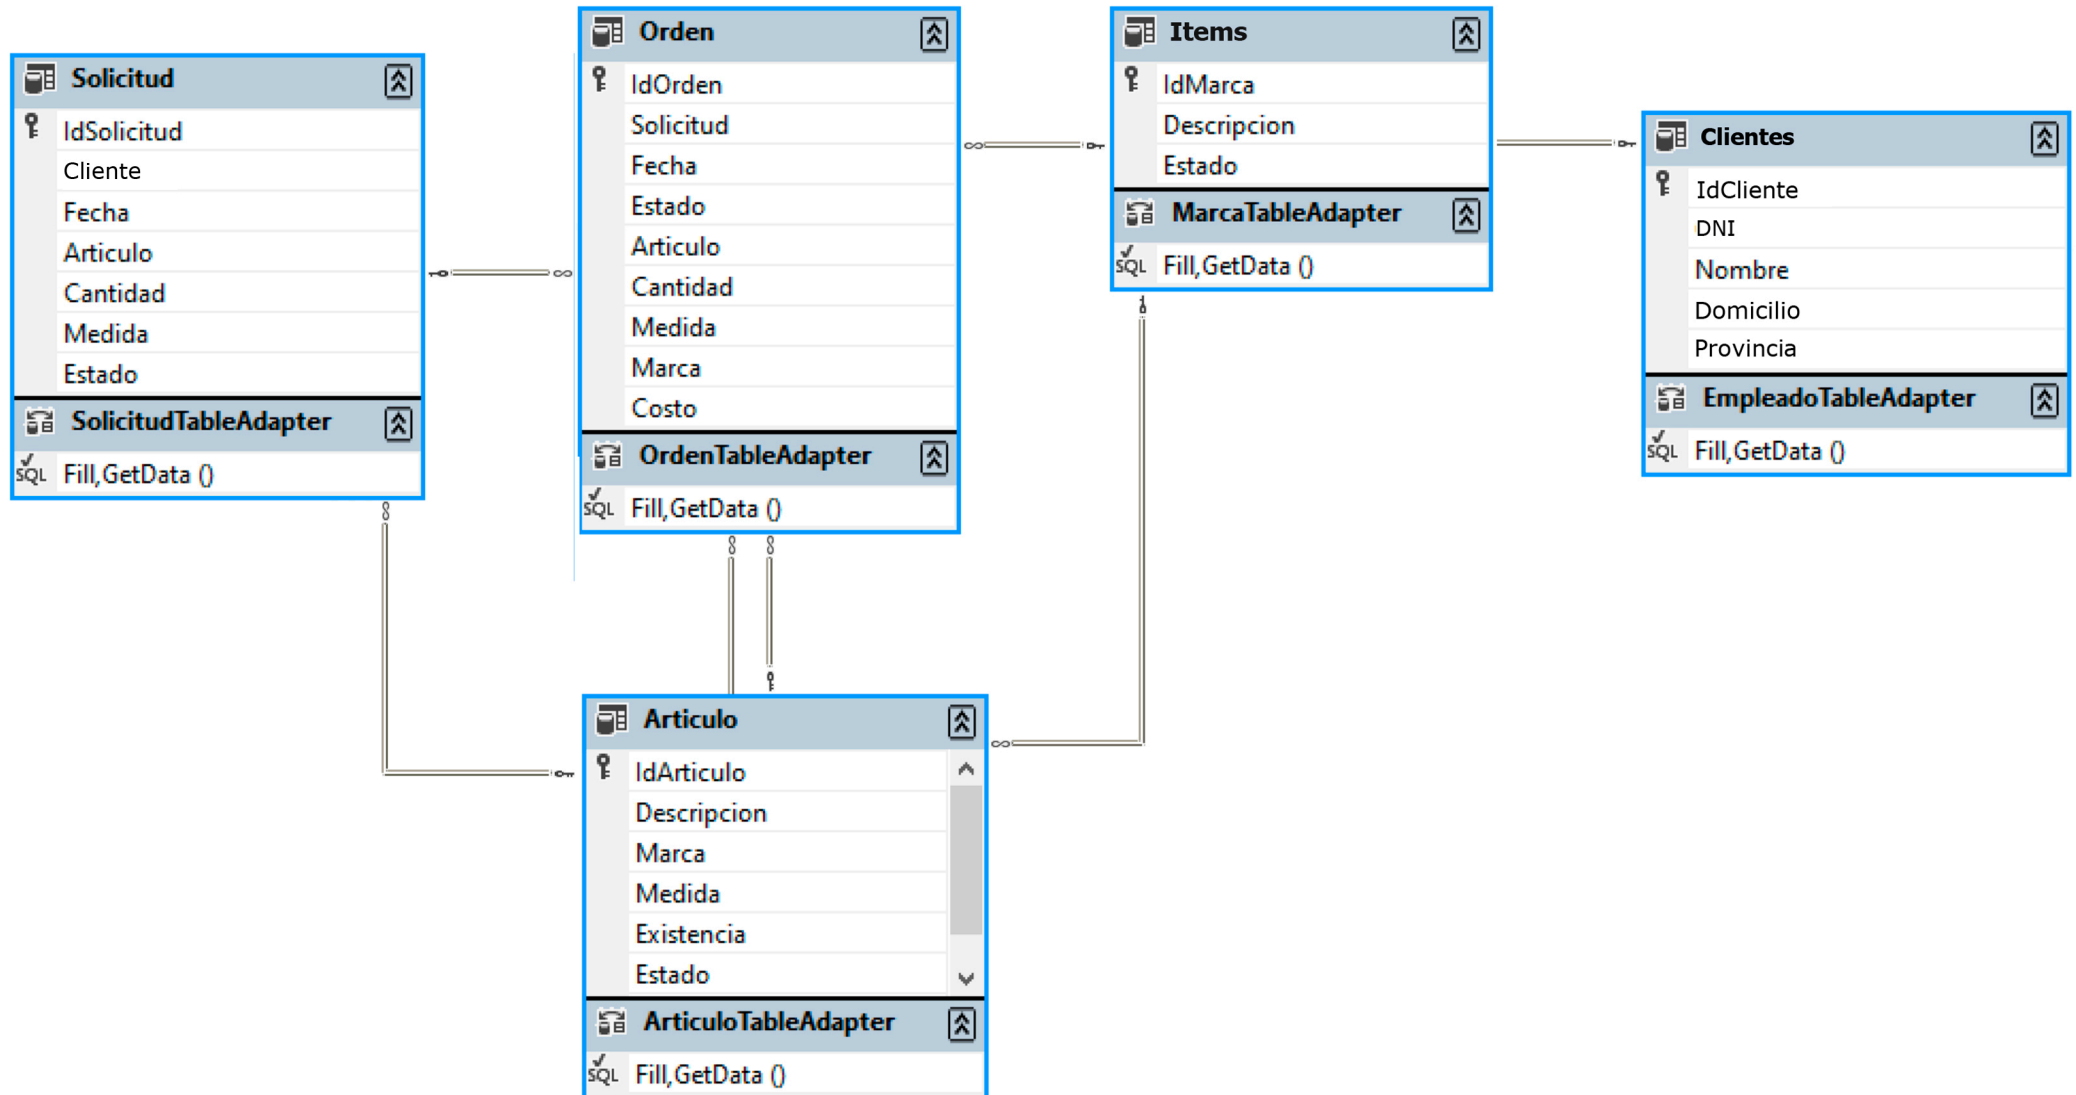 Solicitud
IdSolicitud
Cliente
Fecha
Articulo
Cantidad
Medida
Estado
SolicitudTableAdapter
SQL Fill,GetData ()
Orden
IdOrden
Solicitud
Fecha
Estado
Articulo
Cantidad
Medida
Marca
Costo
OrdenTableAdapter
SQL Fill,GetData ()
Items
IdMarca
Descripcion
Estado
MarcaTableAdapter
SQL Fill,GetData ()
Clientes
IdCliente
DNI
Nombre
Domicilio
Provincia
EmpleadoTableAdapter
SQL Fill,GetData ()
Articulo
IdArticulo
Descripcion
Marca
Medida
Existencia
Estado
ArticuloTableAdapter
SQL Fill,GetData ()